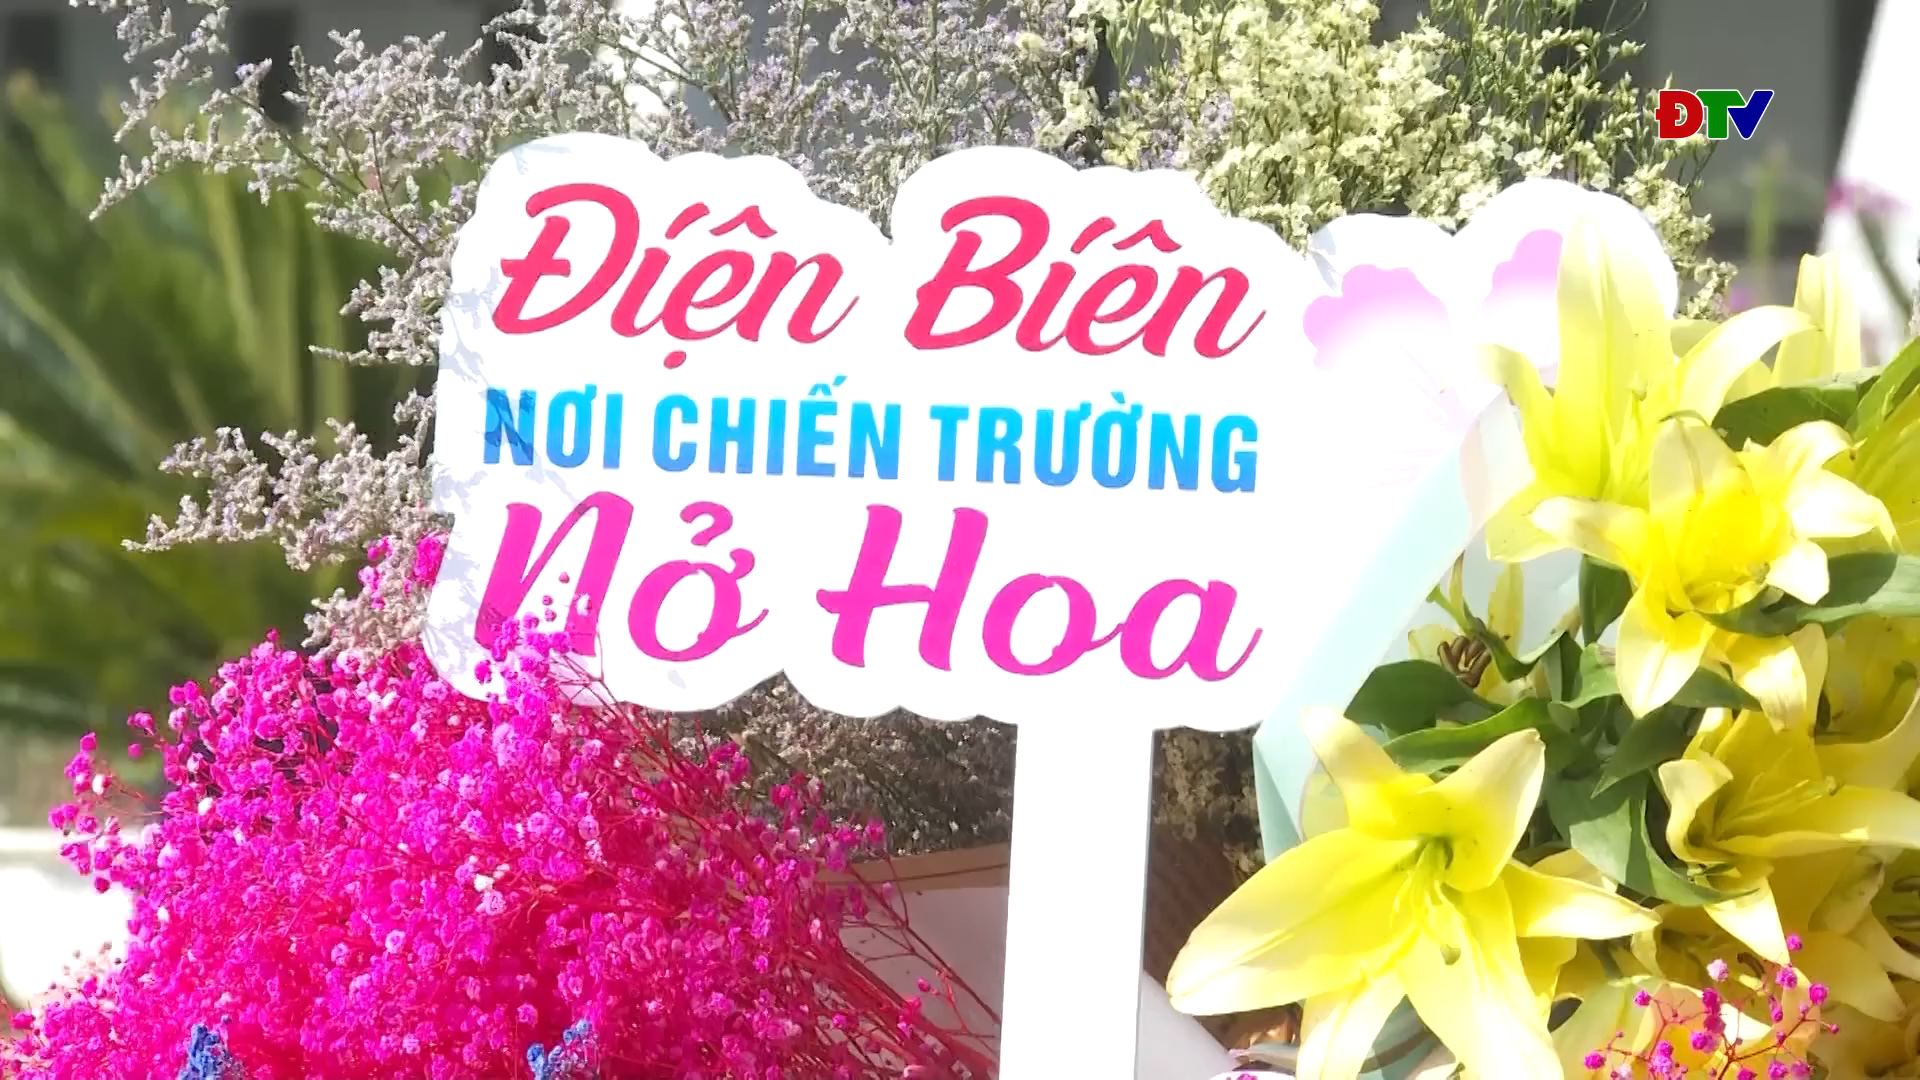 ĐTV
Điện Biên
NƠI CHIẾN TRƯỜNG
Nở Hoa